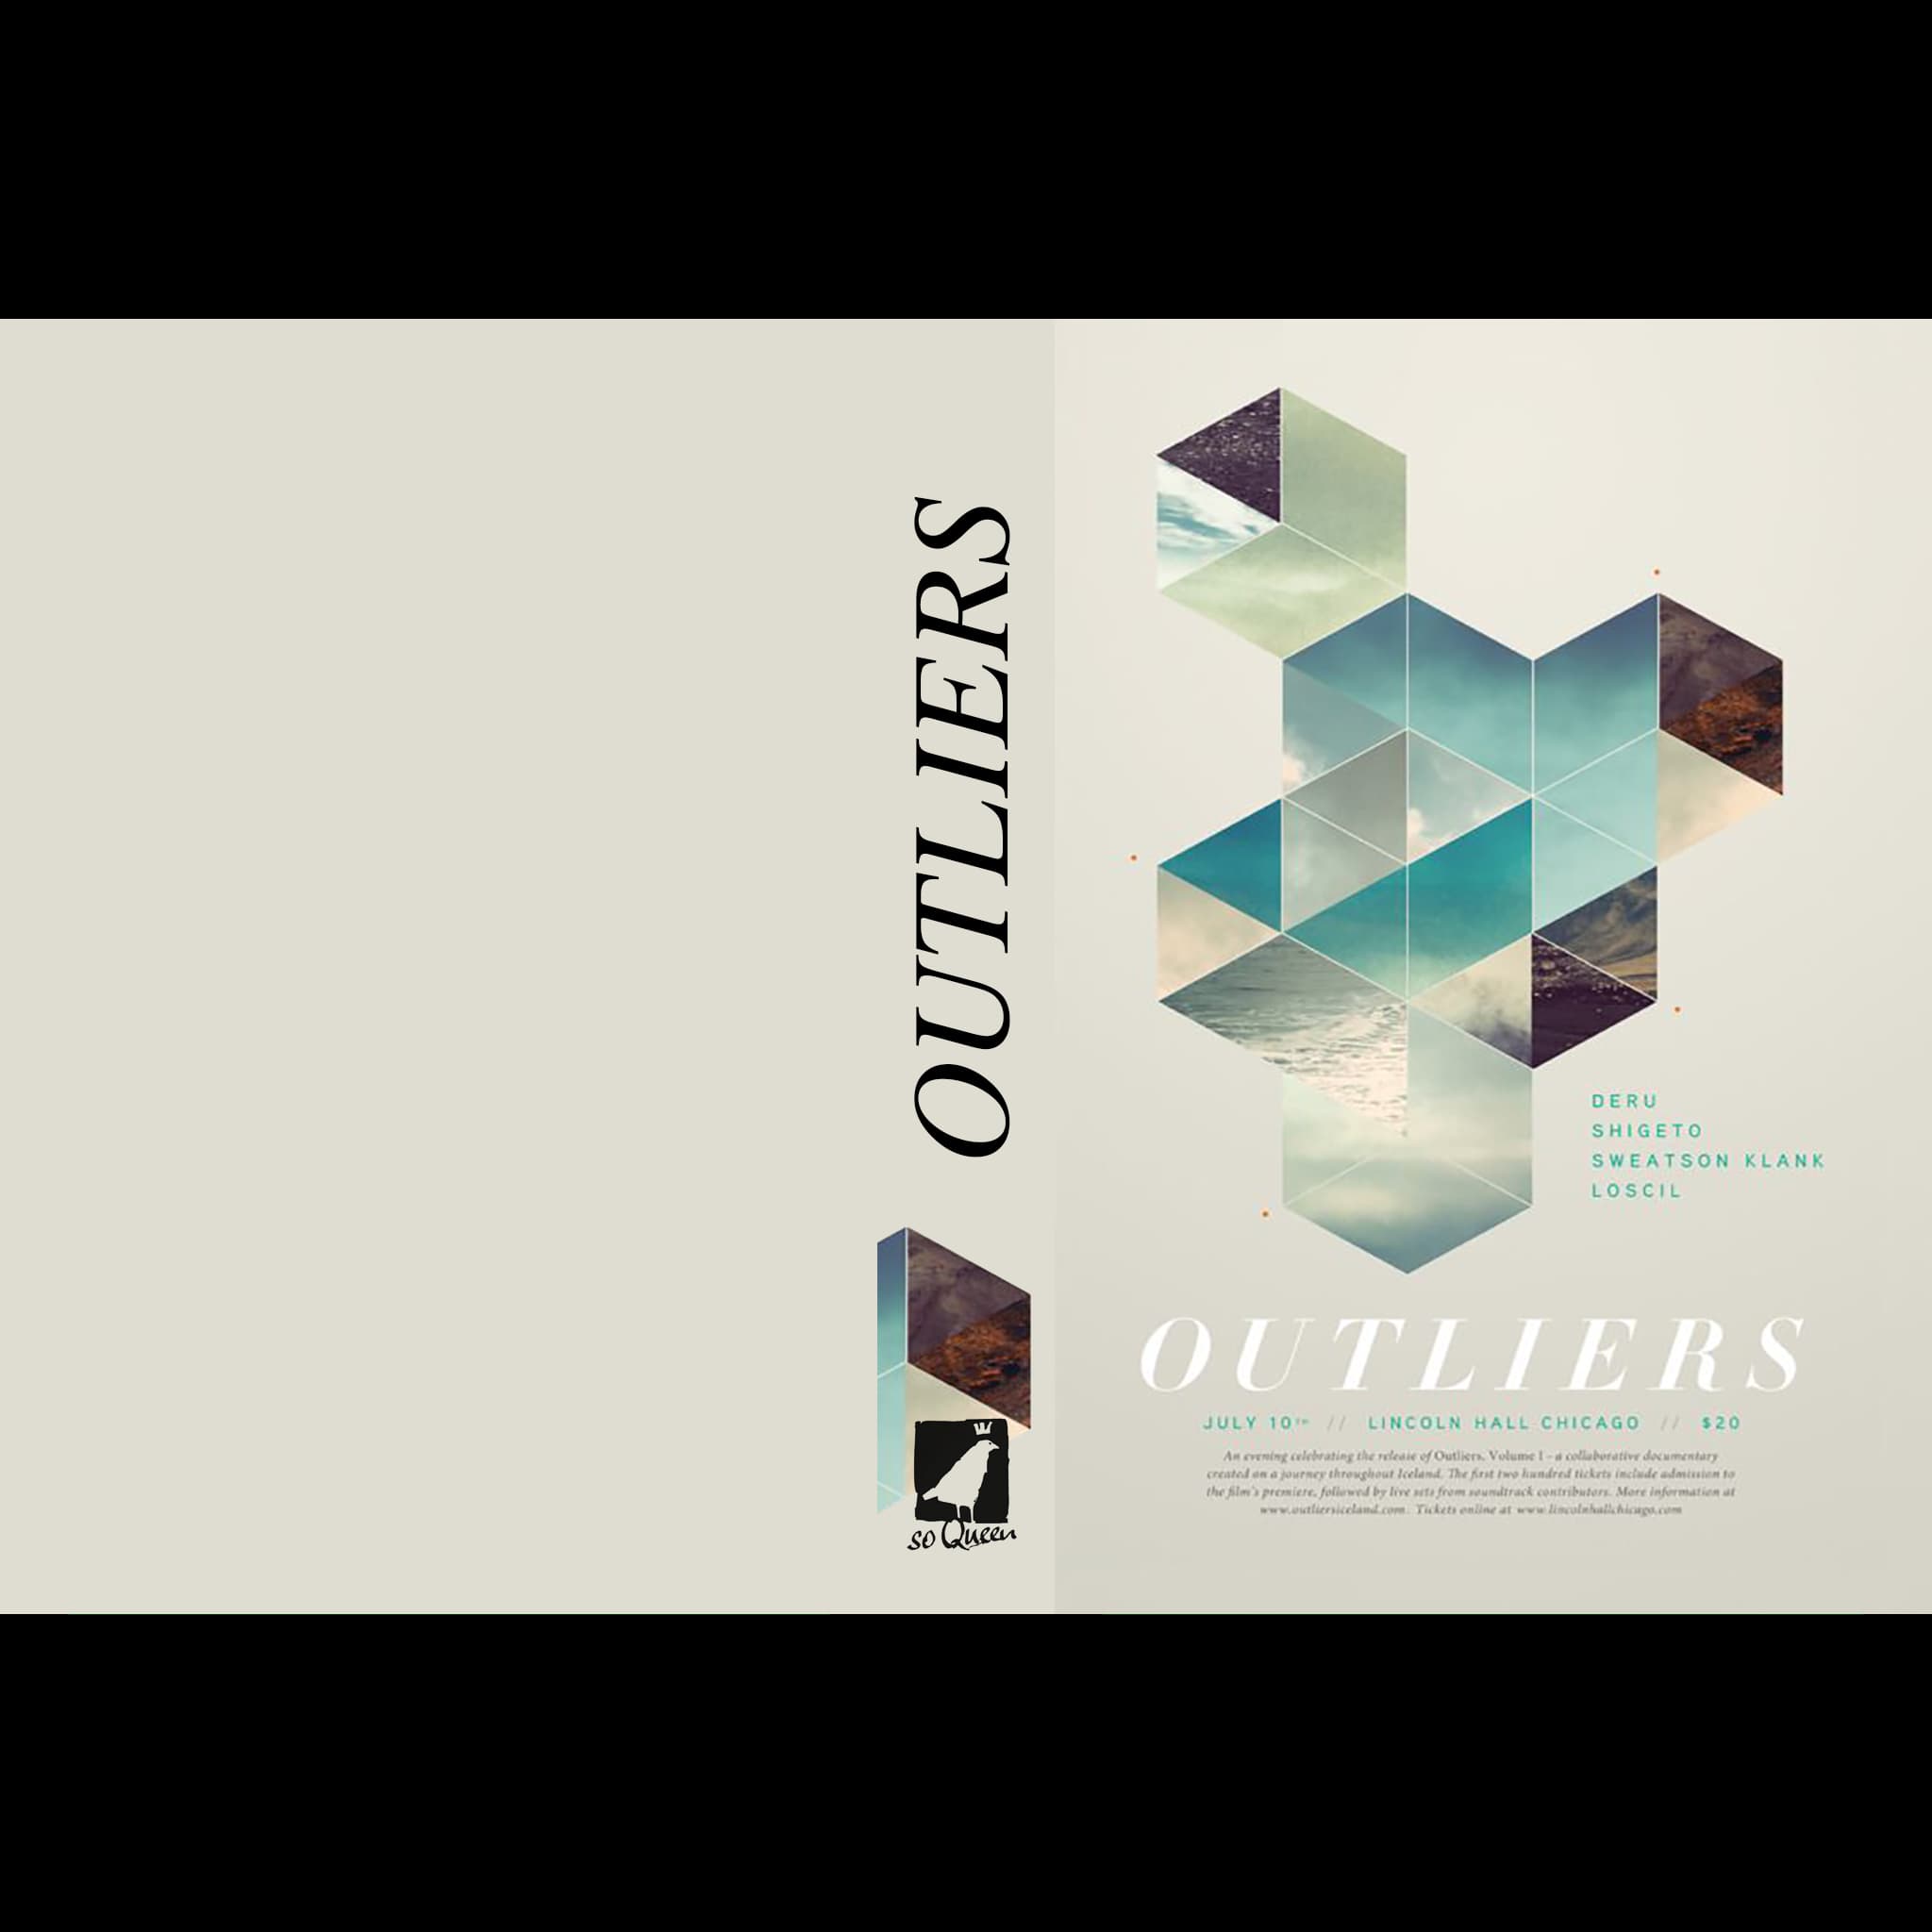 OUTLIERS
so Queen
DERU
SHIGETO
SWEATSON KLANK
LOSCIL
OUTLIERS
JULY 10TH // LINCOLN HALL CHICAGO // $20
An evening celebrating the release of Outliers, Volume I – a collaborative documentary
created on a journey throughout Iceland. The first two hundred tickets include admission to
the film's premiere, followed by live sets from soundtrack contributors. More information at
www.outliersiceland.com. Tickets online at www.lincolnhallchicago.com